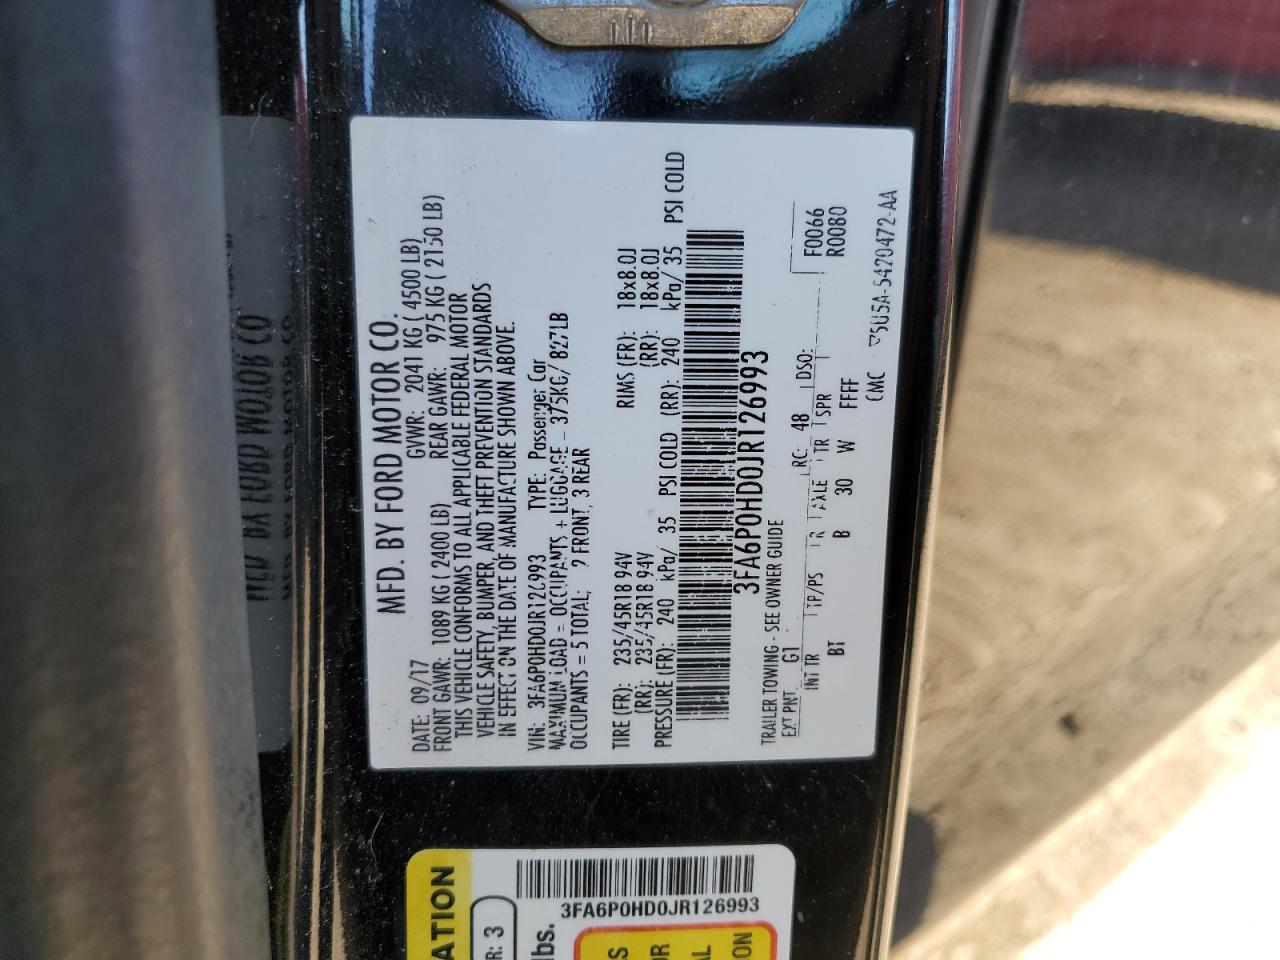 MFD. BY FORD MOTOR CO.
DATE: 09/17 GVWR: 2041 KG ( 4500 LB)
FRONT GAWR: 1089 KG ( 2400 LB) REAR GAWR: 975 KG ( 2150 LB)
THIS VEHICLE CONFORMS TO ALL APPLICABLE FEDERAL MOTOR
VEHICLE SAFETY, BUMPER, AND THEFT PREVENTION STANDARDS
IN EFFECT ON THE DATE OF MANUFACTURE SHOWN ABOVE.
VIN: 3FA6P0HD0JR126993 TYPE: Passenger Car
MAXIMUM LOAD = OCCUPANTS + LUGGAGE = 375KG/ 827LB
OCCUPANTS = 5 TOTAL; 2 FRONT, 3 REAR
TIRE (FR): 235/45R18 94V RIMS (FR): 18x8.0J
(RR): 235/45R18 94V (RR): 18x8.0J
PRESSURE (FR): 240 kPa/ 35 PSI COLD (RR): 240 kPa/ 35 PSI COLD
3FA6P0HD0JR126993
TRAILER TOWING - SEE OWNER GUIDE
EXT PNT G1 RC: 48 DSO: F0066
R0080
INT TR TP/PS R AXLE TR SPR
BT B 30 W FFFF
CMC 5U5A-5420472-AA
3FA6P0HD0JR126993
ATION
R: 3
lbs.